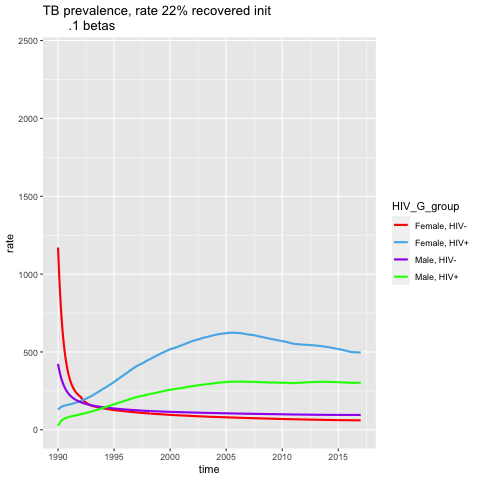 TB prevalence, rate 22% recovered init
.1 betas
2500
2000
1500
1000
500
0
rate
1990
1995
2000
2005
2010
2015
time
HIV_G_group
Female, HIV-
Female, HIV+
Male, HIV-
Male, HIV+